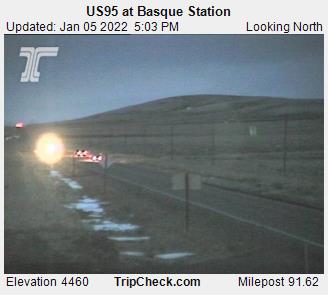 US95 at Basque Station
Updated: Jan 05 2022 5:03 PM Looking North
Elevation 4460 TripCheck.com Milepost 91.62